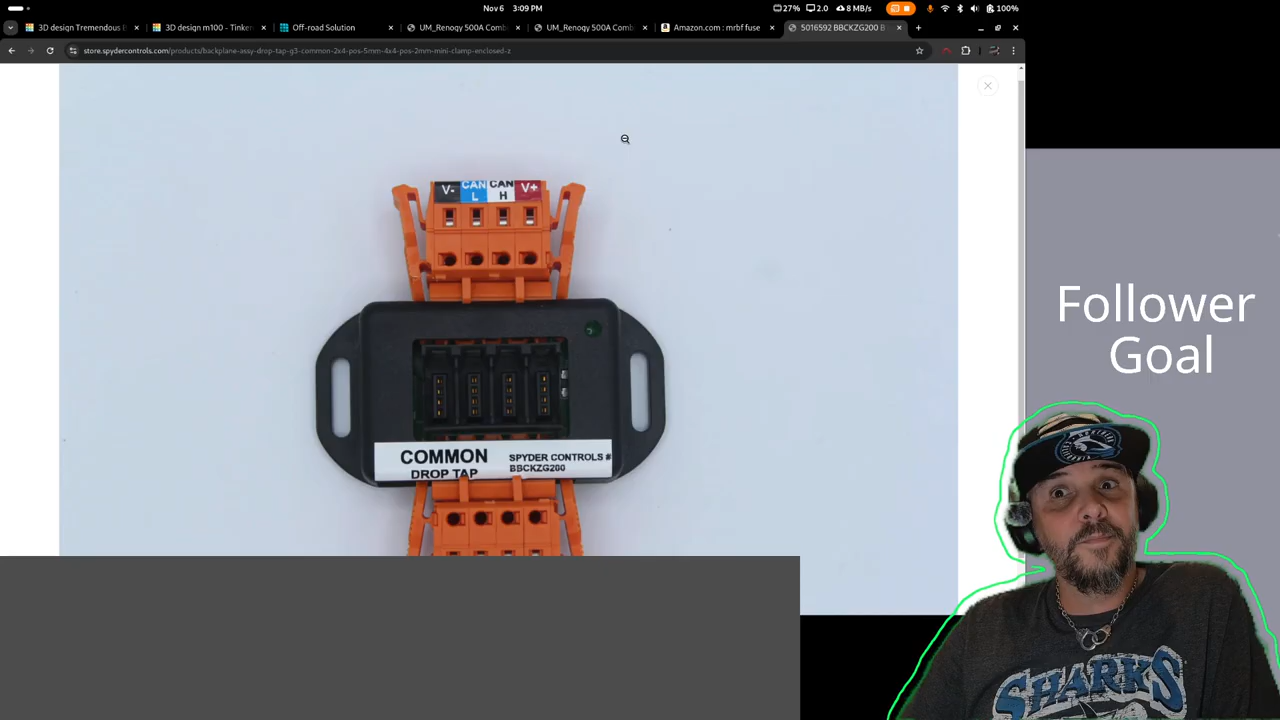 Nov 6 3:09 PM
27% 2.0 8 MB/s 100%
3D design Tremendous B
3D design m100 - Tinker
Off-road Solution
UM_Renogy 500A Comb
UM_Renogy 500A Comb
Amazon.com : mrbf fuse
5016592 BBCKZG200 B
store.spydercontrols.com/products/backplane-assy-drop-tap-g3-common-2x4-pos-5mm-4x4-pos-2mm-mini-clamp-enclosed-z
V- CAN L CAN H V+
COMMON
DROP TAP
SPYDER CONTROLS #
BBCKZG200
Follower
Goal
SHARKS